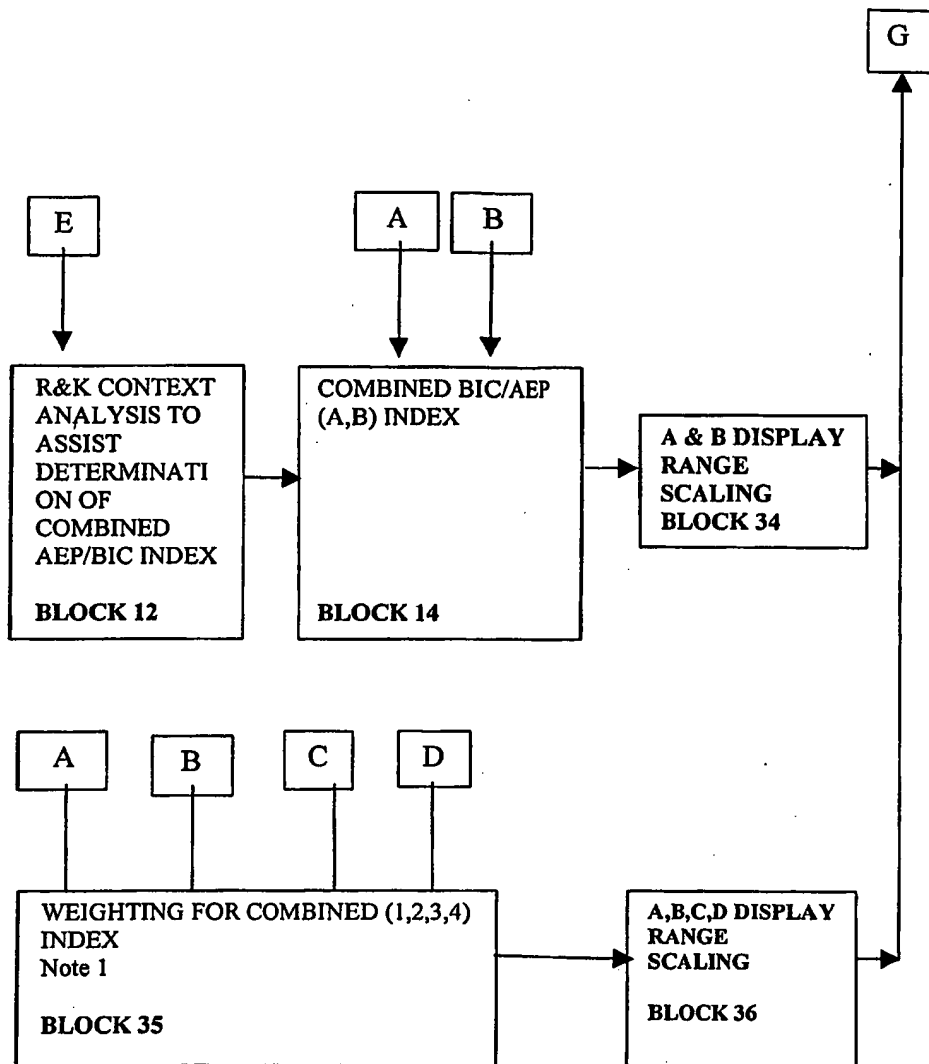 G
E
A
B
R&K CONTEXT
ANALYSIS TO
ASSIST
DETERMINATI
ON OF
COMBINED
AEP/BIC INDEX
BLOCK 12
COMBINED BIC/AEP
(A,B) INDEX
BLOCK 14
A & B DISPLAY
RANGE
SCALING
BLOCK 34
A
B
C
D
WEIGHTING FOR COMBINED (1,2,3,4)
INDEX
Note 1
BLOCK 35
A,B,C,D DISPLAY
RANGE
SCALING
BLOCK 36